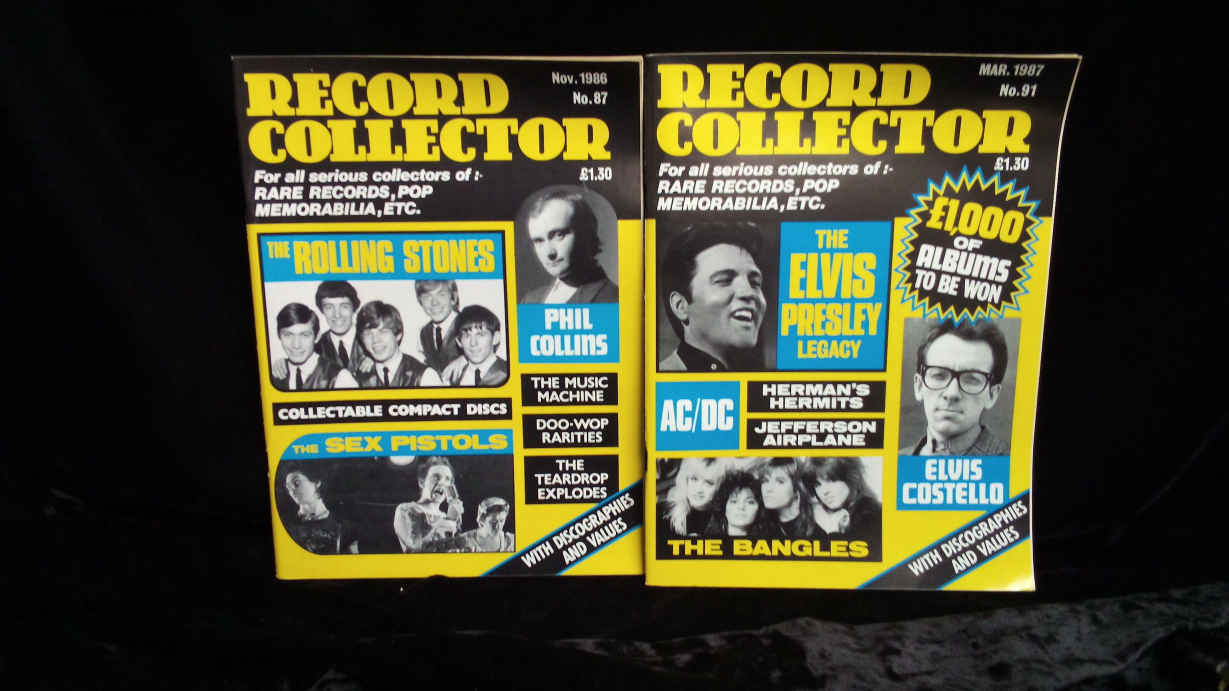 RECORD
COLLECTOR
Nov. 1986
No. 87
£1.30
For all serious collectors of :-
RARE RECORDS, POP
MEMORABILIA, ETC.
THE ROLLING STONES
PHIL
COLLINS
THE MUSIC
MACHINE
COLLECTABLE COMPACT DISCS
DOO-WOP
RARITIES
THE SEX PISTOLS
THE
TEARDROP
EXPLODES
WITH DISCOGRAPHIES
AND VALUES
RECORD
COLLECTOR
MAR. 1987
No. 91
£1.30
For all serious collectors of :-
RARE RECORDS, POP
MEMORABILIA, ETC.
£1,000
OF
ALBUMS
TO BE WON
THE
ELVIS
PRESLEY
LEGACY
AC/DC
HERMAN'S
HERMITS
JEFFERSON
AIRPLANE
ELVIS
COSTELLO
THE BANGLES
WITH DISCOGRAPHIES
AND VALUES